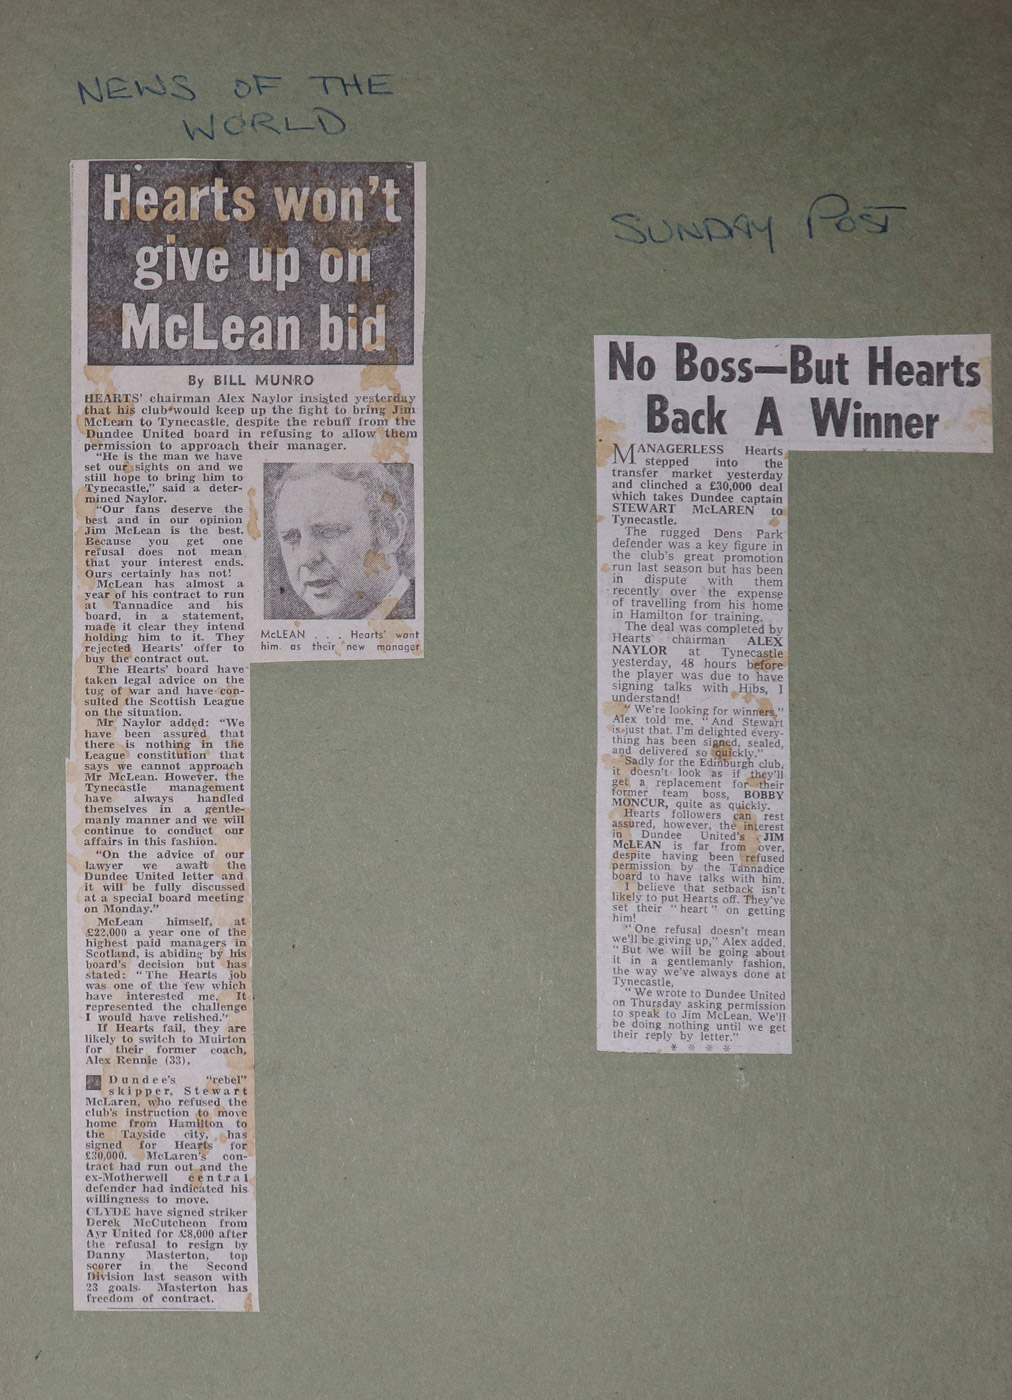 NEWS OF THE
WORLD
Hearts won't
give up on
McLean bid
By BILL MUNRO
HEARTS' chairman Alex Naylor insisted yesterday
that his club would keep up the fight to bring Jim
McLean to Tynecastle, despite the rebuff from the
Dundee United board in refusing to allow them
permission to approach their manager.
"He is the man we have
set our sights on and we
still hope to bring him to
Tynecastle," said a deter-
mined Naylor.
"Our fans deserve the
best and in our opinion
Jim McLean is the best.
Because you get one
refusal does not mean
that your interest ends.
Ours certainly has not!
McLean has almost a
year of his contract to run
at Tannadice and his
board, in a statement,
made it clear they intend
holding him to it. They
rejected Hearts' offer to
buy the contract out.
The Hearts' board have
taken legal advice on the
tug of war and have con-
sulted the Scottish League
on the situation.
Mr Naylor added: "We
have been assured that
there is nothing in the
League constitution that
says we cannot approach
Mr McLean. However, the
Tynecastle management
have always handled
themselves in a gentle-
manly manner and we will
continue to conduct our
affairs in this fashion.
"On the advice of our
lawyer we await the
Dundee United letter and
it will be fully discussed
at a special board meeting
on Monday."
McLean himself, at
£22,000 a year one of the
highest paid managers in
Scotland, is abiding by his
board's decision but has
stated: "The Hearts job
was one of the few which
have interested me. It
represented the challenge
I would have relished."
If Hearts fail, they are
likely to switch to Muirton
for their former coach,
Alex Rennie (33).
Dundee's "rebel"
skipper, Stewart
McLaren, who refused the
club's instruction to move
home from Hamilton to
the Tayside city, has
signed for Hearts for
£30,000. McLaren's con-
tract had run out and the
ex-Motherwell central
defender had indicated his
willingness to move.
CLYDE have signed striker
Derek McCutcheon from
Ayr United for £8,000 after
the refusal to resign by
Danny Masterton, top
scorer in the Second
Division last season with
23 goals. Masterton has
freedom of contract.
McLEAN . . . Hearts' want
him as their new manager
SUNDAY POST
No Boss—But Hearts
Back A Winner
MANAGERLESS Hearts
stepped into the
transfer market yesterday
and clinched a £30,000 deal
which takes Dundee captain
STEWART McLAREN to
Tynecastle.
The rugged Dens Park
defender was a key figure in
the club's great promotion
run last season but has been
in dispute with them
recently over the expense
of travelling from his home
in Hamilton for training.
The deal was completed by
Hearts' chairman ALEX
NAYLOR at Tynecastle
yesterday, 48 hours before
the player was due to have
signing talks with Hibs, I
understand!
"We're looking for winners,"
Alex told me. "And Stewart
is just that. I'm delighted every-
thing has been signed, sealed,
and delivered so quickly."
Sadly for the Edinburgh club,
it doesn't look as if they'll
get a replacement for their
former team boss, BOBBY
MONCUR, quite as quickly.
Hearts followers can rest
assured, however, the interest
in Dundee United's JIM
McLEAN is far from over,
despite having been refused
permission by the Tannadice
board to have talks with him.
I believe that setback isn't
likely to put Hearts off. They've
set their "heart" on getting
him!
"One refusal doesn't mean
we'll be giving up," Alex added.
"But we will be going about
it in a gentlemanly fashion,
the way we've always done at
Tynecastle.
"We wrote to Dundee United
on Thursday asking permission
to speak to Jim McLean. We'll
be doing nothing until we get
their reply by letter."
* * * *